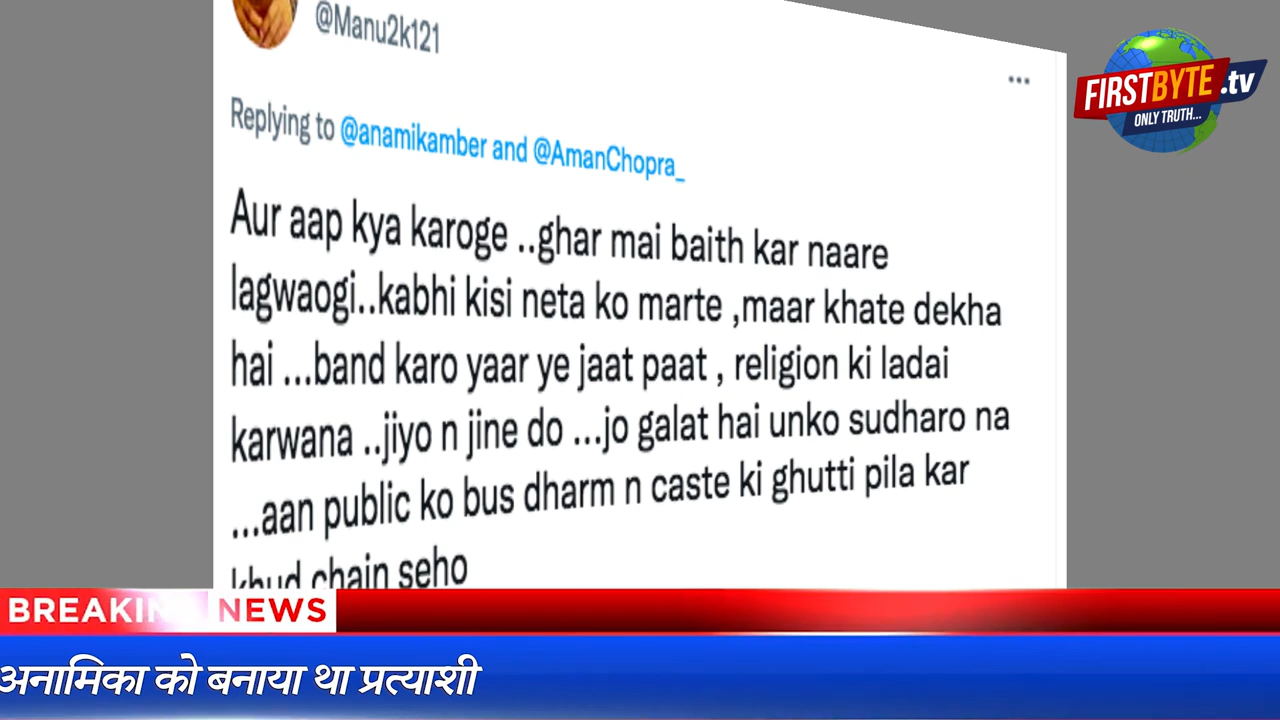 @Manu2k121
Replying to @anamikamber and @AmanChopra_
Aur aap kya karoge ..ghar mai baith kar naare
lagwaogi..kabhi kisi neta ko marte ,maar khate dekha
hai ...band karo yaar ye jaat paat , religion ki ladai
karwana ..jiyo n jine do ...jo galat hai unko sudharo na
...aan public ko bus dharm n caste ki ghutti pila kar
khud chain seho
FIRSTBYTE.tv
ONLY TRUTH...
BREAKING NEWS
अनामिका को बनाया था प्रत्याशी